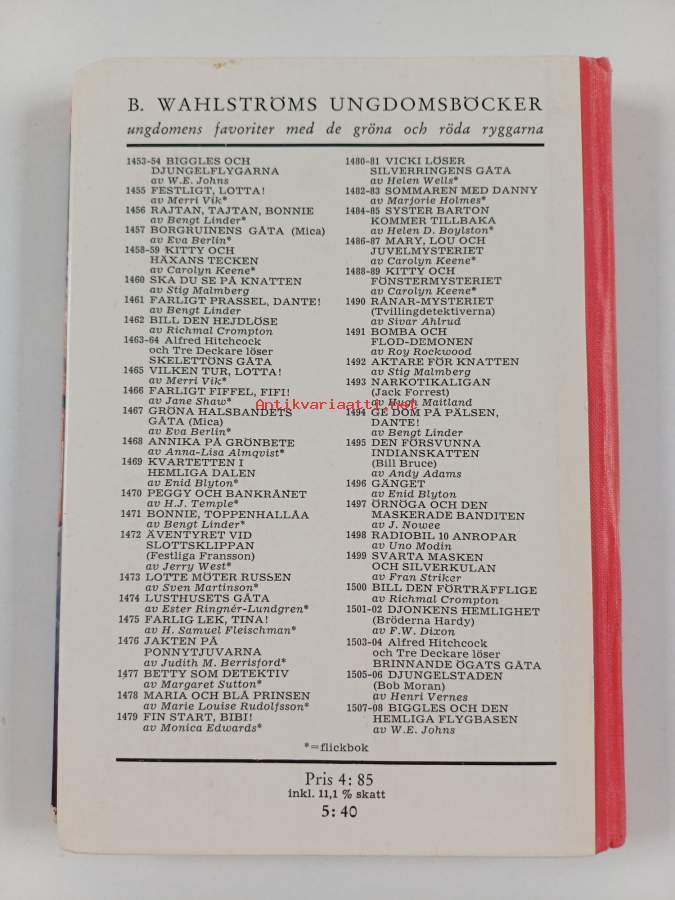 B. WAHLSTRÖMS UNGDOMSBÖCKER
ungdomens favoriter med de gröna och röda ryggarna
1453-54 BIGGLES OCH
DJUNGELFLYGARNA
av W.E. Johns
1455 FESTLIGT, LOTTA!
av Merri Vik*
1456 RAJTAN, TAJTAN, BONNIE
av Bengt Linder*
1457 BORGRUINENS GÅTA (Mica)
av Eva Berlin*
1458-59 KITTY OCH
HÄXANS TECKEN
av Carolyn Keene*
1460 SKA DU SE PÅ KNATTEN
av Stig Malmberg
1461 FARLIGT PRASSEL, DANTE!
av Bengt Linder
1462 BILL DEN HEJDLÖSE
av Richmal Crompton
1463-64 Alfred Hitchcock
och Tre Deckare löser
SKELETTÖNS GÅTA
1465 VILKEN TUR, LOTTA!
av Merri Vik*
1466 FARLIGT FIFFEL, FIFI!
av Jane Shaw*
1467 GRÖNA HALSBANDETS
GÅTA (Mica)
av Eva Berlin*
1468 ANNIKA PÅ GRÖNBETE
av Anna-Lisa Almqvist*
1469 KVARTETTEN I
HEMLIGA DALEN
av Enid Blyton*
1470 PEGGY OCH BANKRÅNET
av H.J. Temple*
1471 BONNIE, TOPPENHALLÅA
av Bengt Linder*
1472 ÄVENTYRET VID
SLOTTSKLIPPAN
(Festliga Fransson)
av Jerry West*
1473 LOTTE MÖTER RUSSEN
av Sven Martinson*
1474 LUSTHUSETS GÅTA
av Ester Ringnér-Lundgren*
1475 FARLIG LEK, TINA!
av H. Samuel Fleischman*
1476 JAKTEN PÅ
PONNYTJUVARNA
av Judith M. Berrisford*
1477 BETTY SOM DETEKTIV
av Margaret Sutton*
1478 MARIA OCH BLÅ PRINSEN
av Marie Louise Rudolfsson*
1479 FIN START, BIBI!
av Monica Edwards*
1480-81 VICKI LÖSER
SILVERRINGENS GÅTA
av Helen Wells*
1482-83 SOMMAREN MED DANNY
av Marjorie Holmes*
1484-85 SYSTER BARTON
KOMMER TILLBAKA
av Helen D. Boylston*
1486-87 MARY, LOU OCH
JUVELMYSTERIET
av Carolyn Keene*
1488-89 KITTY OCH
FÖNSTERMYSTERIET
av Carolyn Keene*
1490 RÅNAR-MYSTERIET
(Tvillingdetektiverna)
av Sivar Ahlrud
1491 BOMBA OCH
FLOD-DEMONEN
av Roy Rockwood
1492 AKTARE FÖR KNATTEN
av Stig Malmberg
1493 NARKOTIKALIGAN
(Jack Forrest)
av Hugh Maitland
1494 GE DOM PÅ PÄLSEN,
DANTE!
av Bengt Linder
1495 DEN FÖRSVUNNA
INDIANSKATTEN
(Bill Bruce)
av Andy Adams
1496 GÄNGET
av Enid Blyton
1497 ÖRNÖGA OCH DEN
MASKERADE BANDITEN
av J. Nowee
1498 RADIOBIL 10 ANROPAR
av Uno Modin
1499 SVARTA MASKEN
OCH SILVERKULAN
av Fran Striker
1500 BILL DEN FÖRTRÄFFLIGE
av Richmal Crompton
1501-02 DJONKENS HEMLIGHET
(Bröderna Hardy)
av F.W. Dixon
1503-04 Alfred Hitchcock
och Tre Deckare löser
BRINNANDE ÖGATS GÅTA
1505-06 DJUNGELSTADEN
(Bob Moran)
av Henri Vernes
1507-08 BIGGLES OCH DEN
HEMLIGA FLYGBASEN
av W.E. Johns
*=flickbok
Pris 4: 85
inkl. 11,1 % skatt
5: 40
Antikvariaatti.net